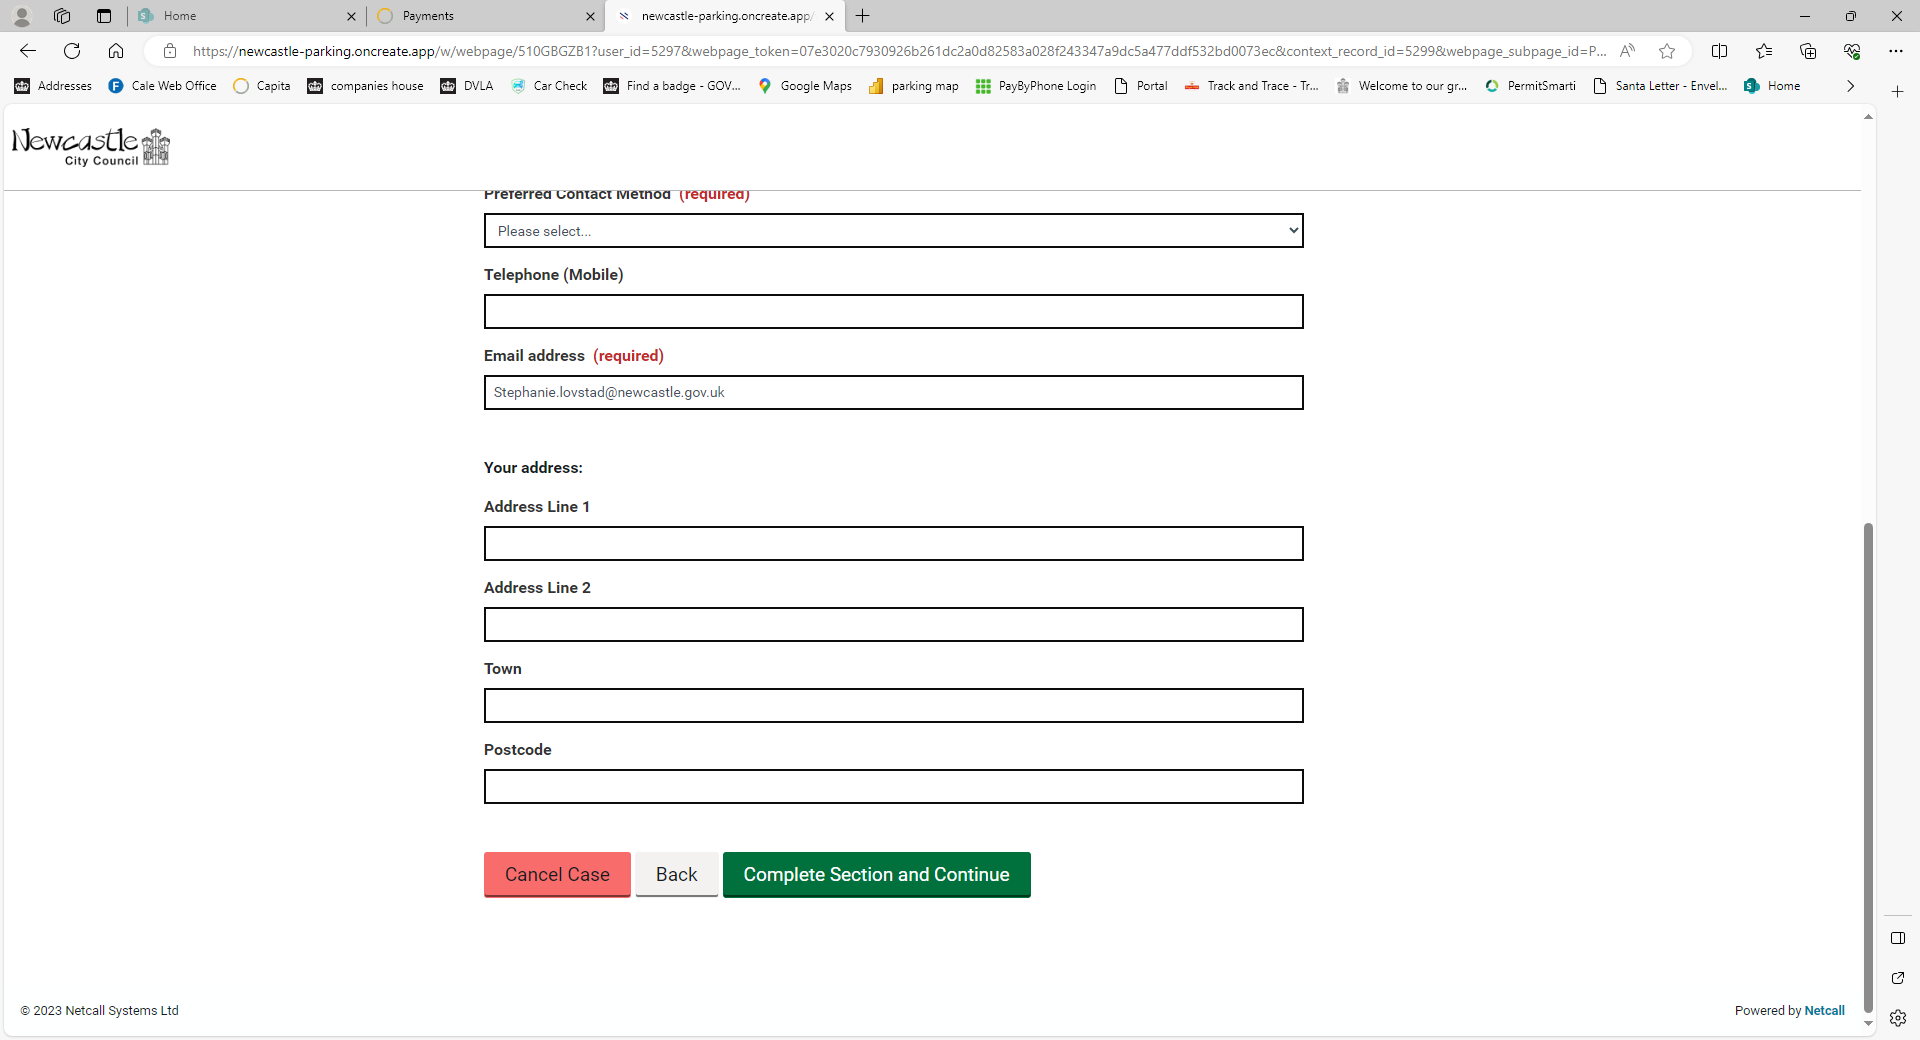 Home
Payments
newcastle-parking.oncreate.app/
https://newcastle-parking.oncreate.app/w/webpage/510GBGZB1?user_id=5297&webpage_token=07e3020c7930926b261dc2a0d82583a028f243347a9dc5a477ddf532bd0073ec&context_record_id=5299&webpage_subpage_id=P...
Addresses Cale Web Office Capita companies house DVLA Car Check Find a badge - GOV... Google Maps parking map PayByPhone Login Portal Track and Trace - Tr... Welcome to our gr... PermitSmarti Santa Letter - Envel... Home
Newcastle
City Council
Preferred Contact Method (required)
Please select...
Telephone (Mobile)
Email address (required)
Stephanie.lovstad@newcastle.gov.uk
Your address:
Address Line 1
Address Line 2
Town
Postcode
Cancel Case Back Complete Section and Continue
© 2023 Netcall Systems Ltd
Powered by Netcall